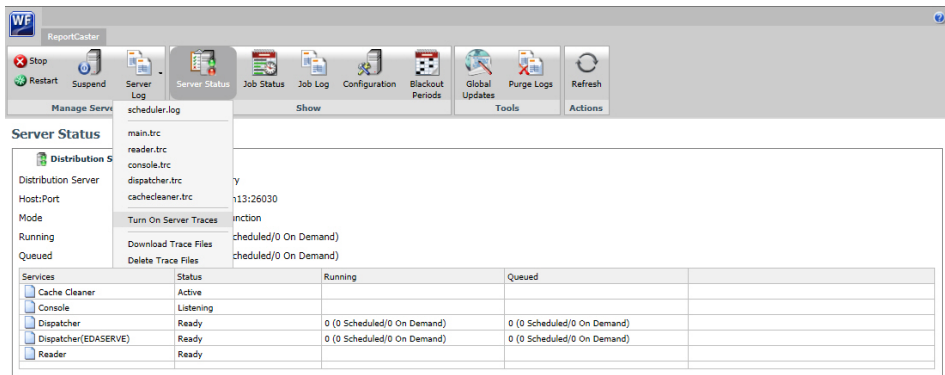 WF
ReportCaster
Stop
Restart
Suspend
Server Log
Server Status
Job Status
Job Log
Configuration
Blackout Periods
Global Updates
Purge Logs
Refresh
Manage Serve
Show
Tools
Actions
scheduler.log
main.trc
reader.trc
console.trc
dispatcher.trc
cachecleaner.trc
Turn On Server Traces
Download Trace Files
Delete Trace Files
Server Status
Distribution S
Distribution Server ry
Host:Port 13:26030
Mode nction
Running cheduled/0 On Demand)
Queued cheduled/0 On Demand)
Services Status Running Queued
Cache Cleaner Active
Console Listening
Dispatcher Ready 0 (0 Scheduled/0 On Demand) 0 (0 Scheduled/0 On Demand)
Dispatcher(EDASERVE) Ready 0 (0 Scheduled/0 On Demand) 0 (0 Scheduled/0 On Demand)
Reader Ready